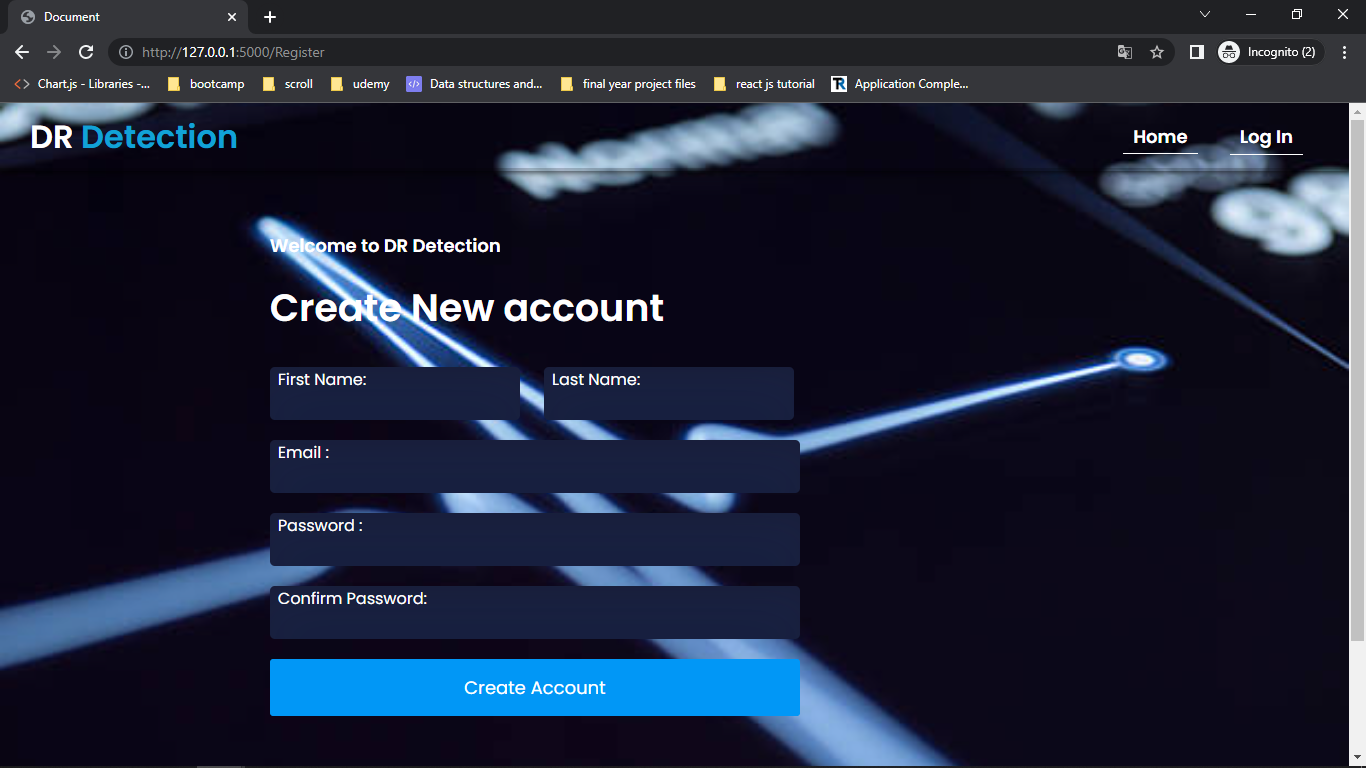 Document
http://127.0.0.1:5000/Register
Incognito (2)
Chart.js - Libraries -...
bootcamp
scroll
udemy
Data structures and...
final year project files
react js tutorial
Application Comple...
DR Detection
Home
Log In
Welcome to DR Detection
Create New account
First Name:
Last Name:
Email :
Password :
Confirm Password:
Create Account